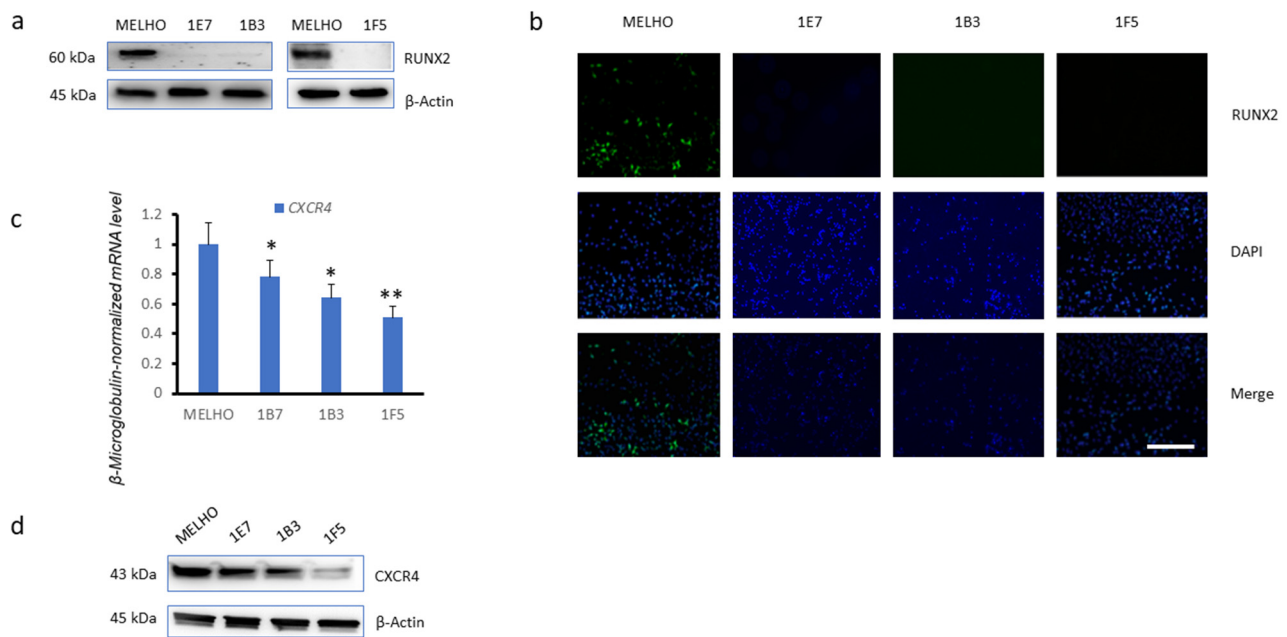 a
MELHO 1E7 1B3 MELHO 1F5
60 kDa RUNX2
45 kDa β-Actin
b
MELHO 1E7 1B3 1F5
RUNX2
DAPI
Merge
c
β-Microglobulin-normalized mRNA level
CXCR4
1.2
1
0.8
0.6
0.4
0.2
0
* * **
MELHO 1B7 1B3 1F5
d
MELHO 1E7 1B3 1F5
43 kDa CXCR4
45 kDa β-Actin